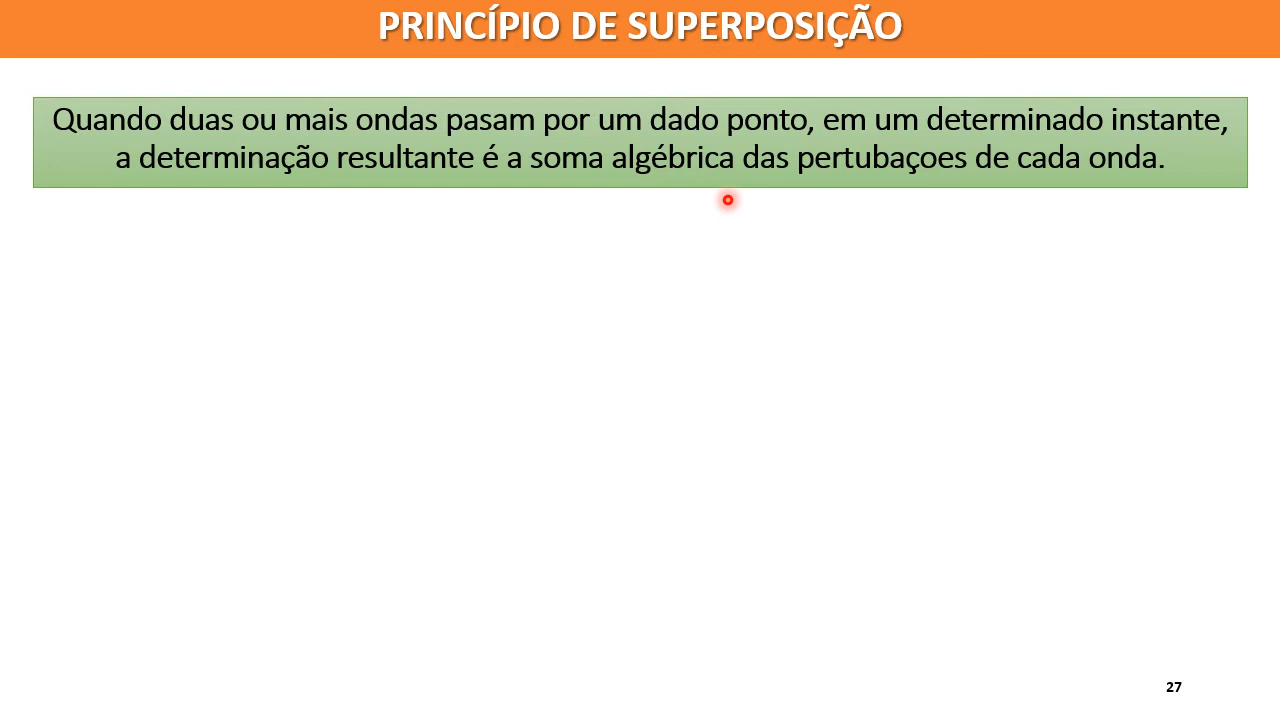 PRINCÍPIO DE SUPERPOSIÇÃO
Quando duas ou mais ondas pasam por um dado ponto, em um determinado instante,
a determinação resultante é a soma algébrica das pertubaçoes de cada onda.
27